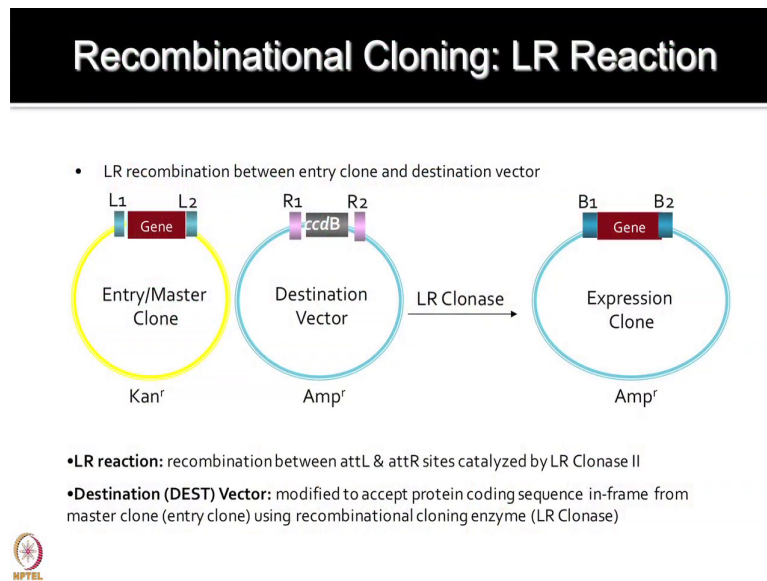 Recombinational Cloning: LR Reaction
• LR recombination between entry clone and destination vector
L1 L2 R1 R2 B1 B2
Gene ccdB Gene
Entry/Master Destination LR Clonase Expression
Clone Vector Clone
Kanʳ Ampʳ Ampʳ
•LR reaction: recombination between attL & attR sites catalyzed by LR Clonase II
•Destination (DEST) Vector: modified to accept protein coding sequence in-frame from
master clone (entry clone) using recombinational cloning enzyme (LR Clonase)
NPTEL